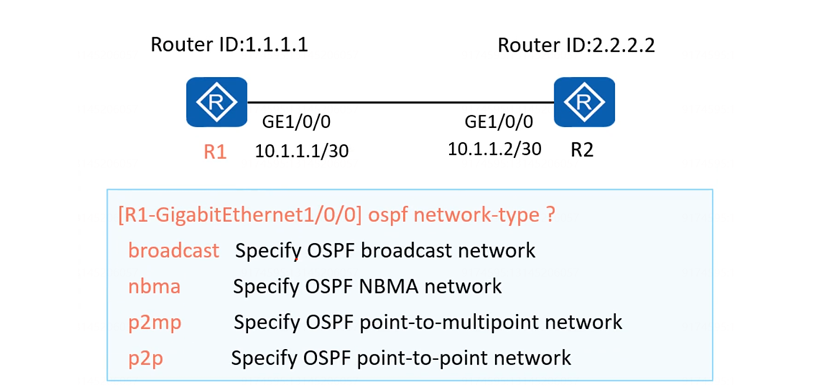 Router ID:1.1.1.1
Router ID:2.2.2.2
R
R
GE1/0/0
GE1/0/0
R1
10.1.1.1/30
10.1.1.2/30
R2
[R1-GigabitEthernet1/0/0] ospf network-type ?
broadcast Specify OSPF broadcast network
nbma Specify OSPF NBMA network
p2mp Specify OSPF point-to-multipoint network
p2p Specify OSPF point-to-point network